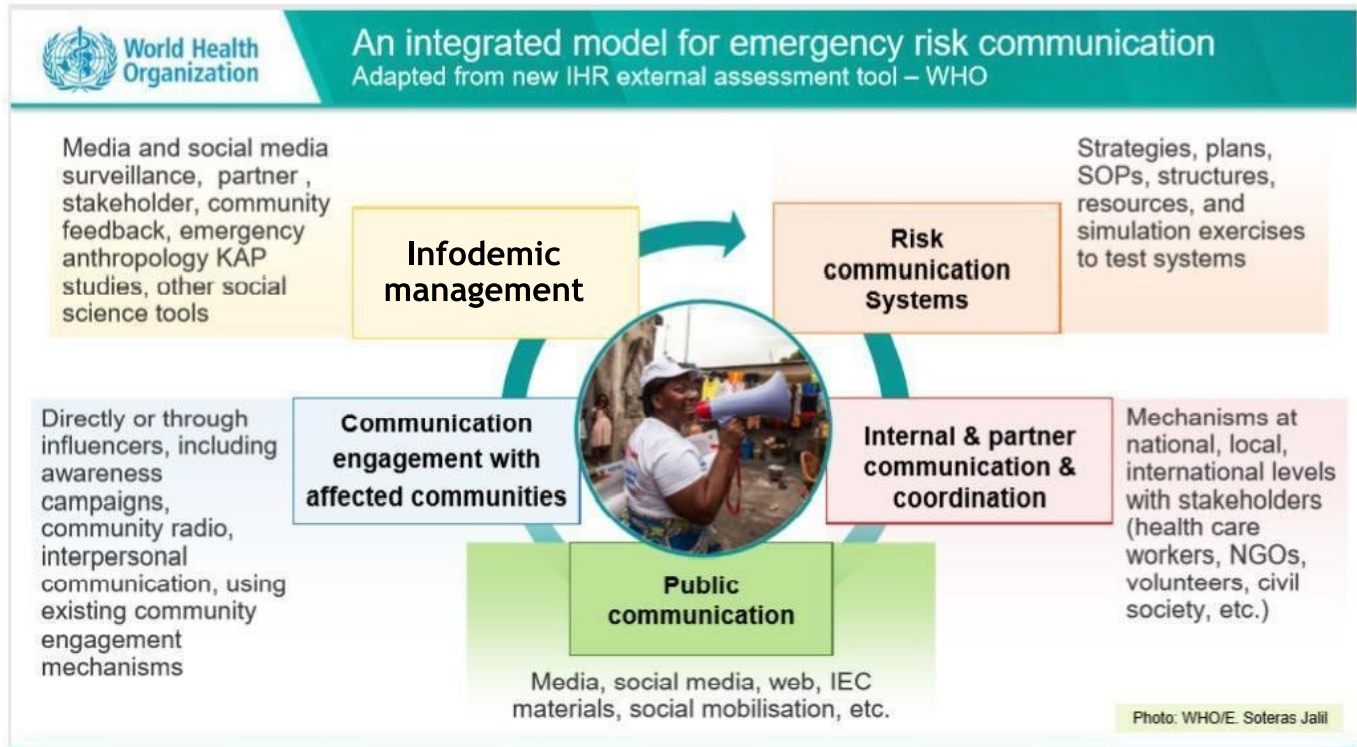 World Health
Organization
An integrated model for emergency risk communication
Adapted from new IHR external assessment tool – WHO
Media and social media
surveillance, partner ,
stakeholder, community
feedback, emergency
anthropology KAP
studies, other social
science tools
Infodemic
management
Risk
communication
Systems
Strategies, plans,
SOPs, structures,
resources, and
simulation exercises
to test systems
Directly or through
influencers, including
awareness
campaigns,
community radio,
interpersonal
communication, using
existing community
engagement
mechanisms
Communication
engagement with
affected communities
Internal & partner
communication &
coordination
Mechanisms at
national, local,
international levels
with stakeholders
(health care
workers, NGOs,
volunteers, civil
society, etc.)
Public
communication
Media, social media, web, IEC
materials, social mobilisation, etc.
Photo: WHO/E. Soteras Jalil